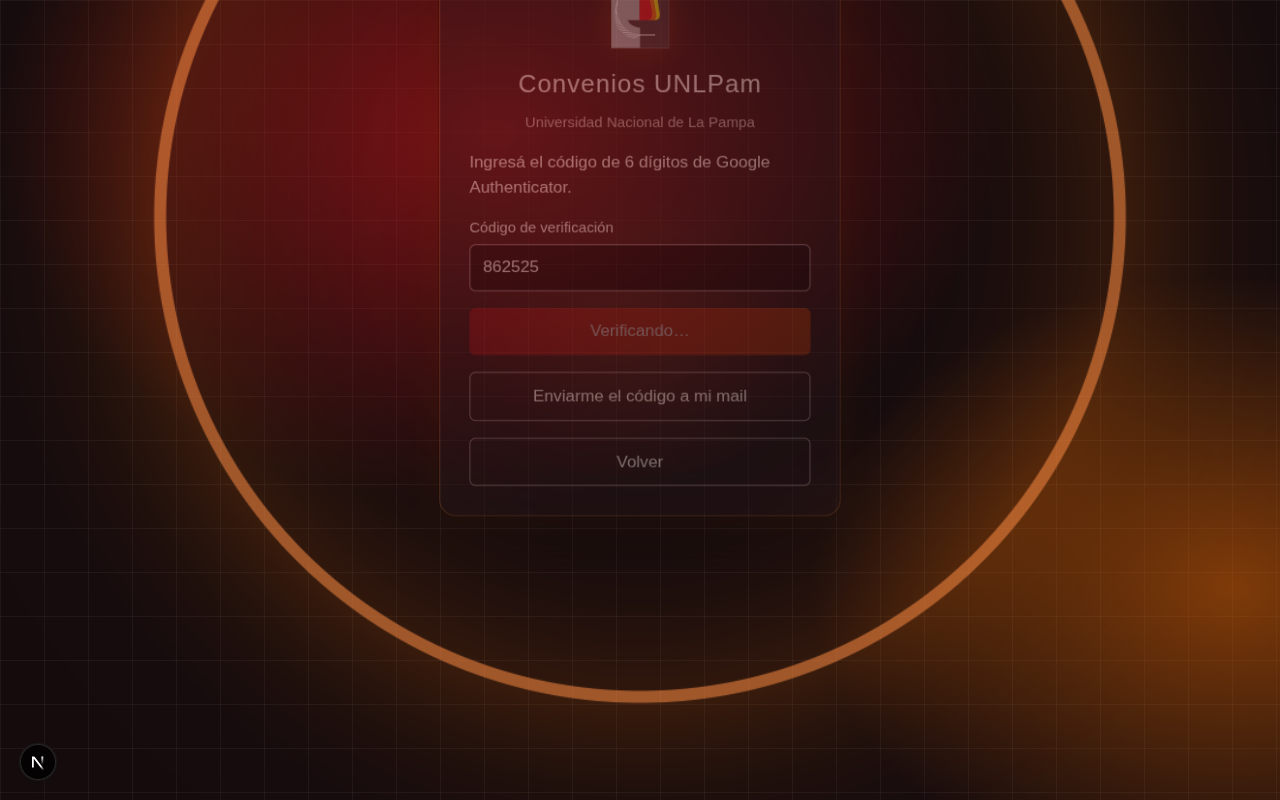 Convenios UNLPam
Universidad Nacional de La Pampa
Ingresá el código de 6 dígitos de Google
Authenticator.
Código de verificación
862525
Verificando…
Enviarme el código a mi mail
Volver
N